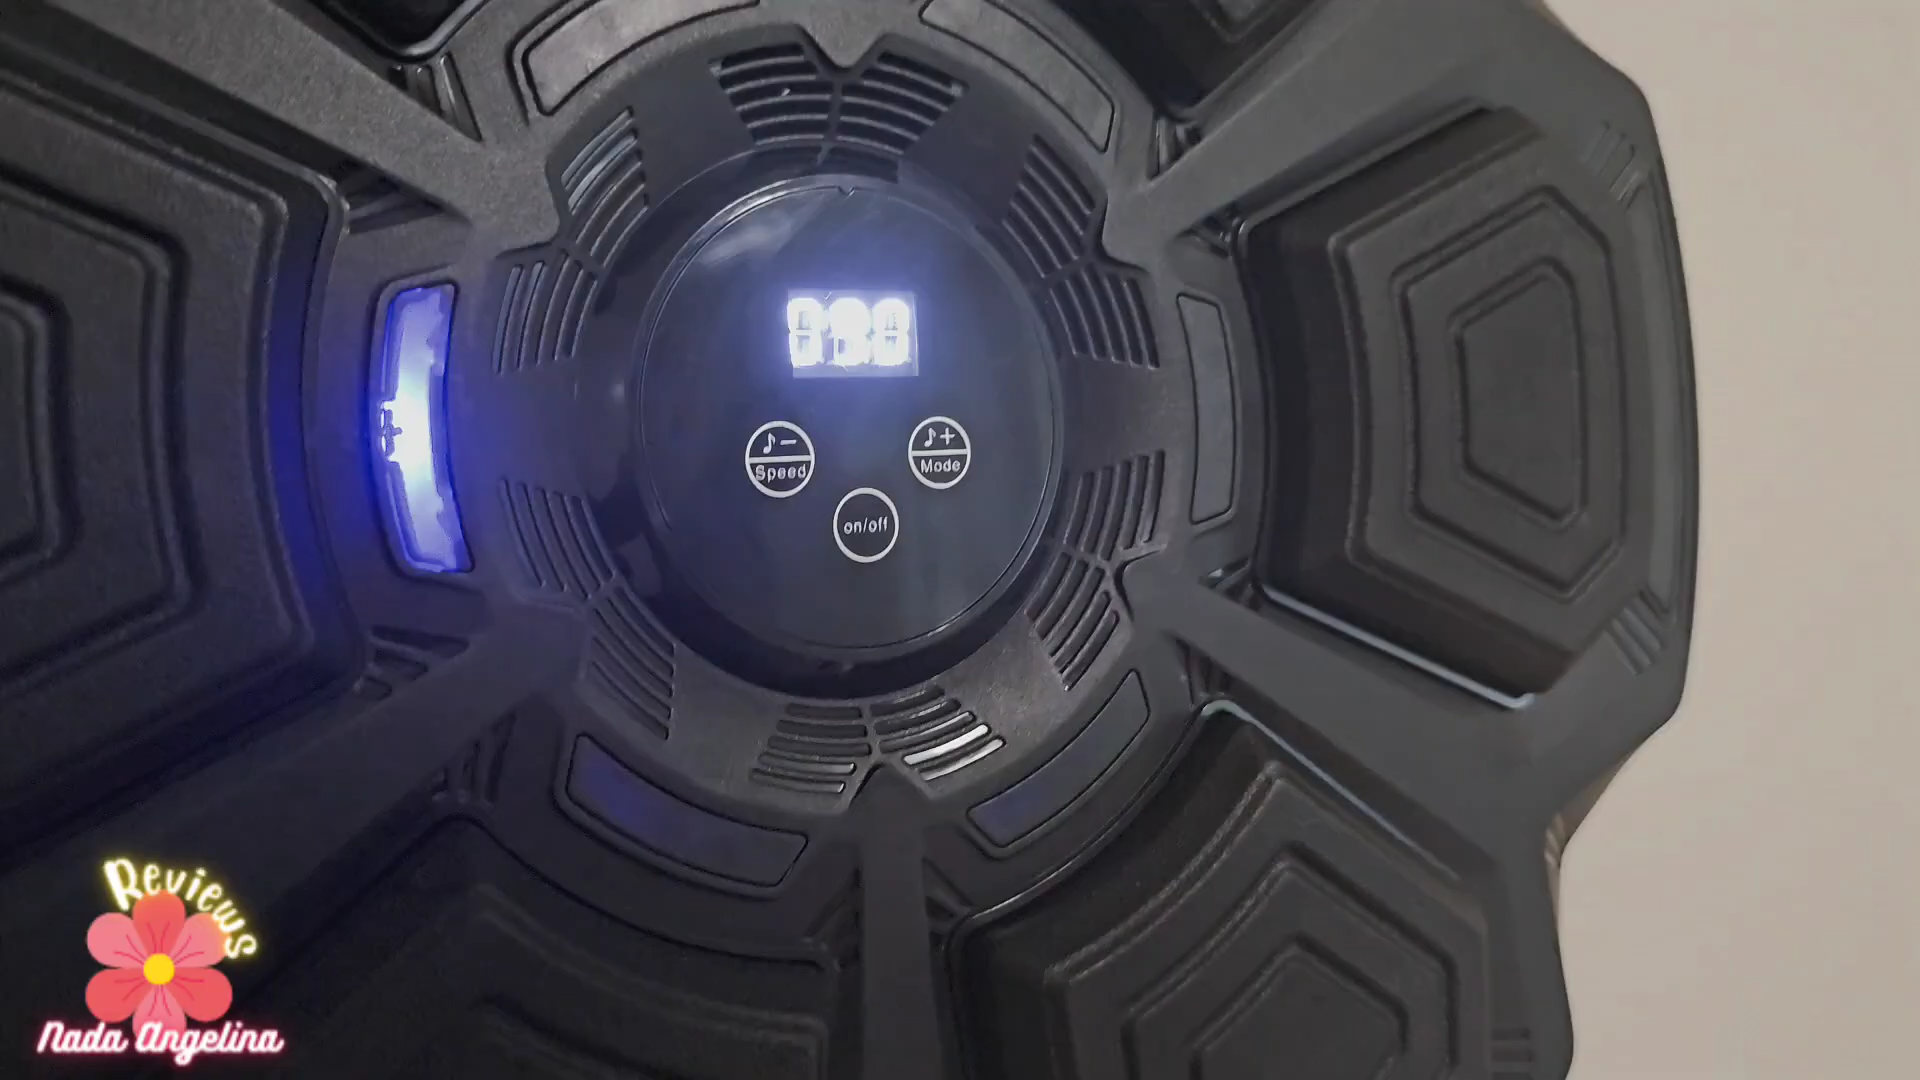 ♪−
Speed
♪+
Mode
on/off
Reviews
Nada Angelina